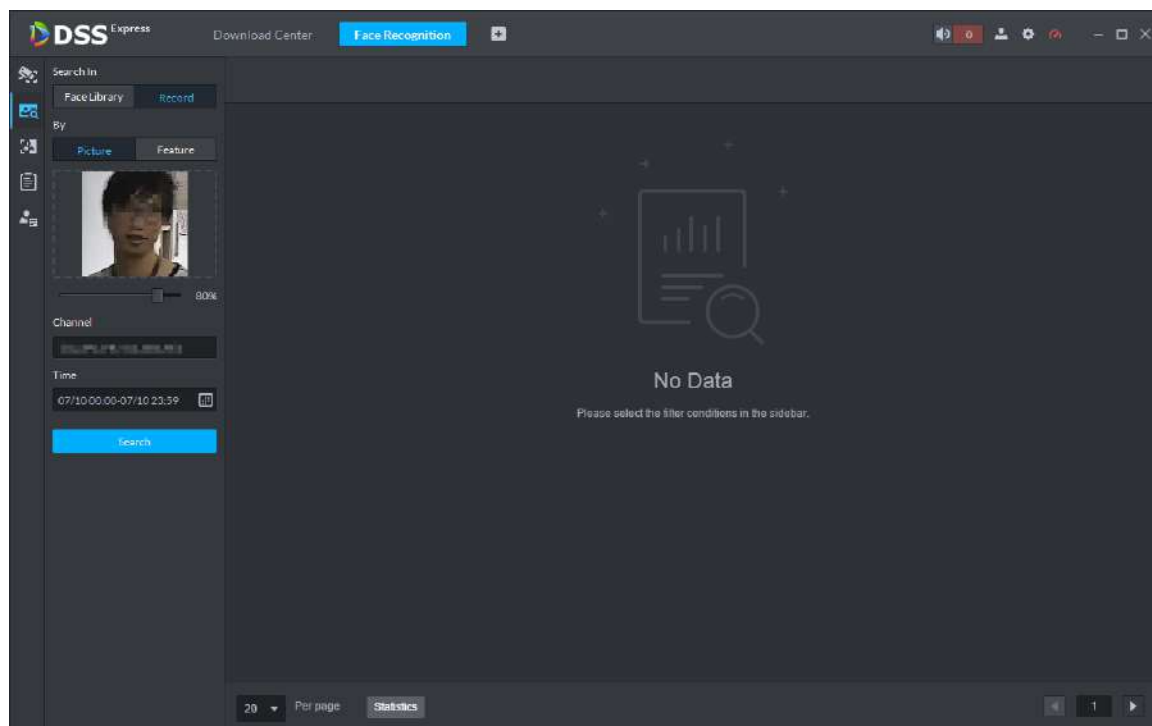 DSS Express
Download Center
Face Recognition
0
Search In
Face Library
Record
By
Picture
Feature
80%
Channel
Time
07/10 00:00-07/10 23:59
Search
No Data
Please select the filter conditions in the sidebar.
20
Per page
Statistics
1